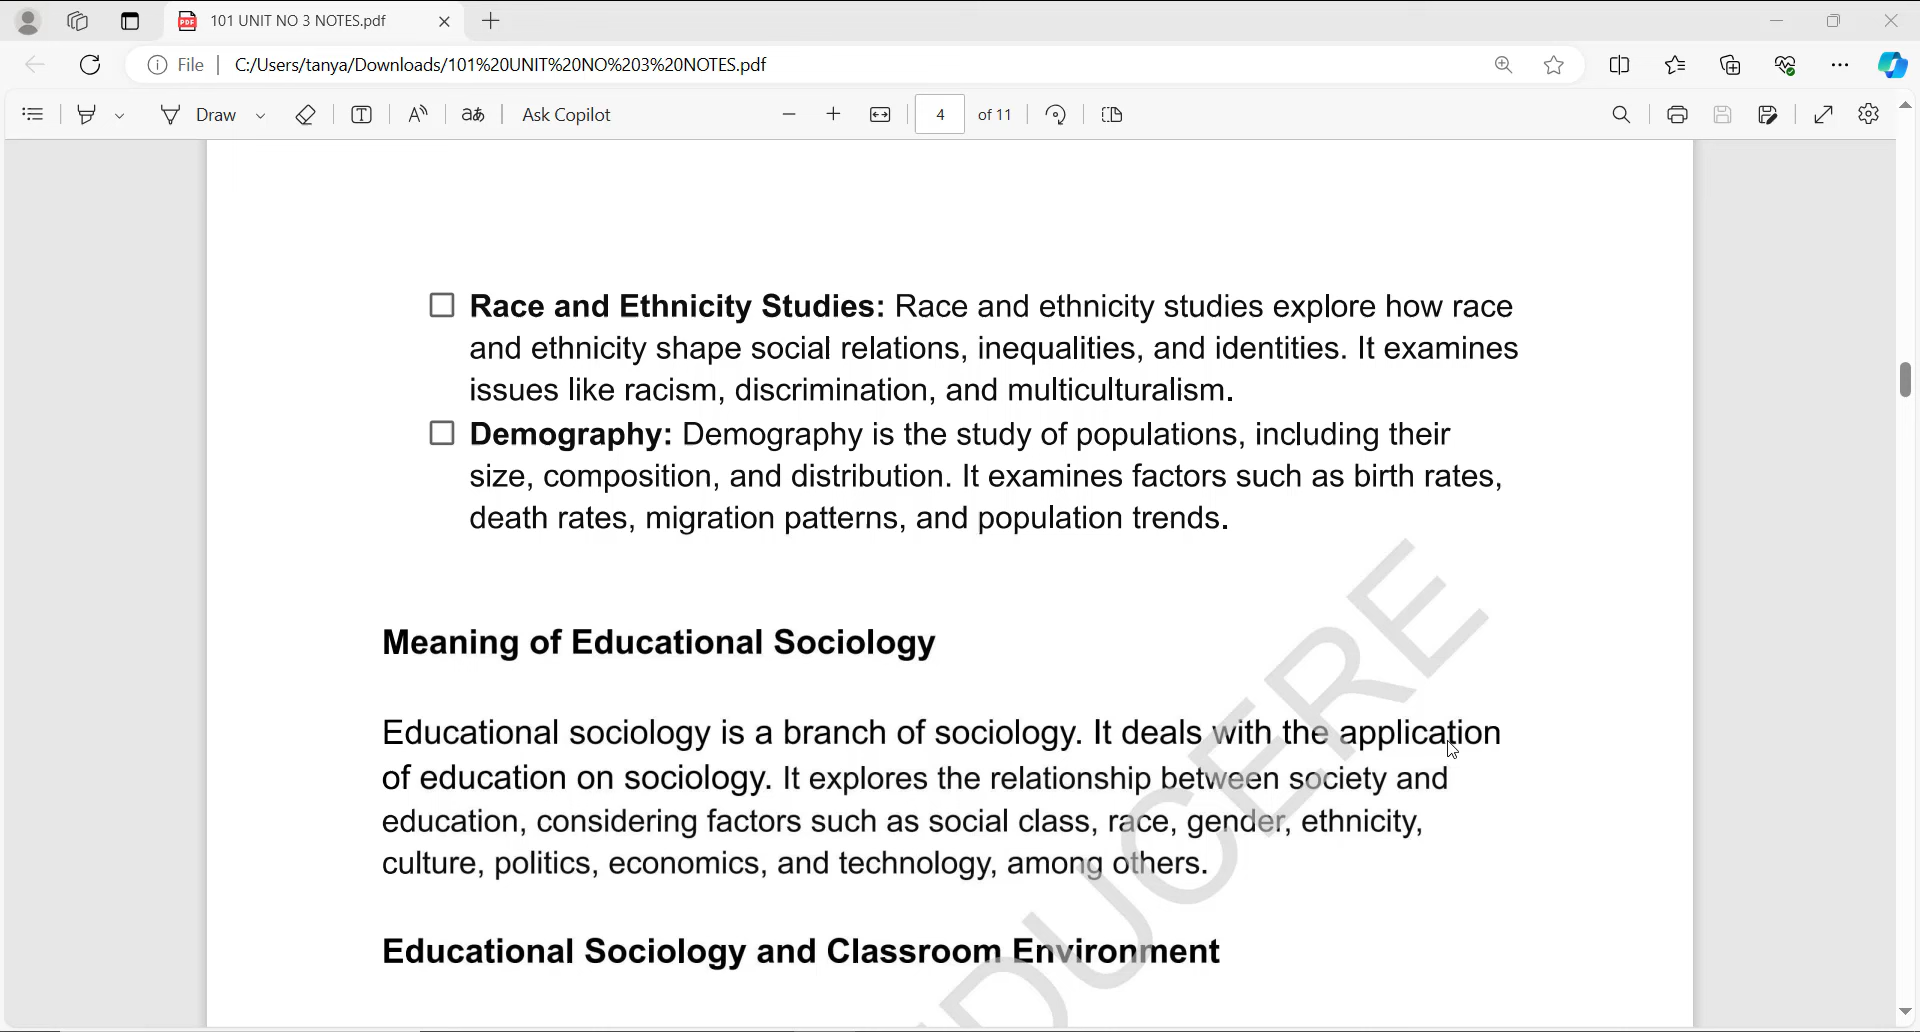 101 UNIT NO 3 NOTES.pdf
File
C:/Users/tanya/Downloads/101%20UNIT%20NO%203%20NOTES.pdf
Draw
aあ
Ask Copilot
4 of 11
Race and Ethnicity Studies: Race and ethnicity studies explore how race
and ethnicity shape social relations, inequalities, and identities. It examines
issues like racism, discrimination, and multiculturalism.
Demography: Demography is the study of populations, including their
size, composition, and distribution. It examines factors such as birth rates,
death rates, migration patterns, and population trends.
Meaning of Educational Sociology
Educational sociology is a branch of sociology. It deals with the application
of education on sociology. It explores the relationship between society and
education, considering factors such as social class, race, gender, ethnicity,
culture, politics, economics, and technology, among others.
Educational Sociology and Classroom Environment
DUCERE